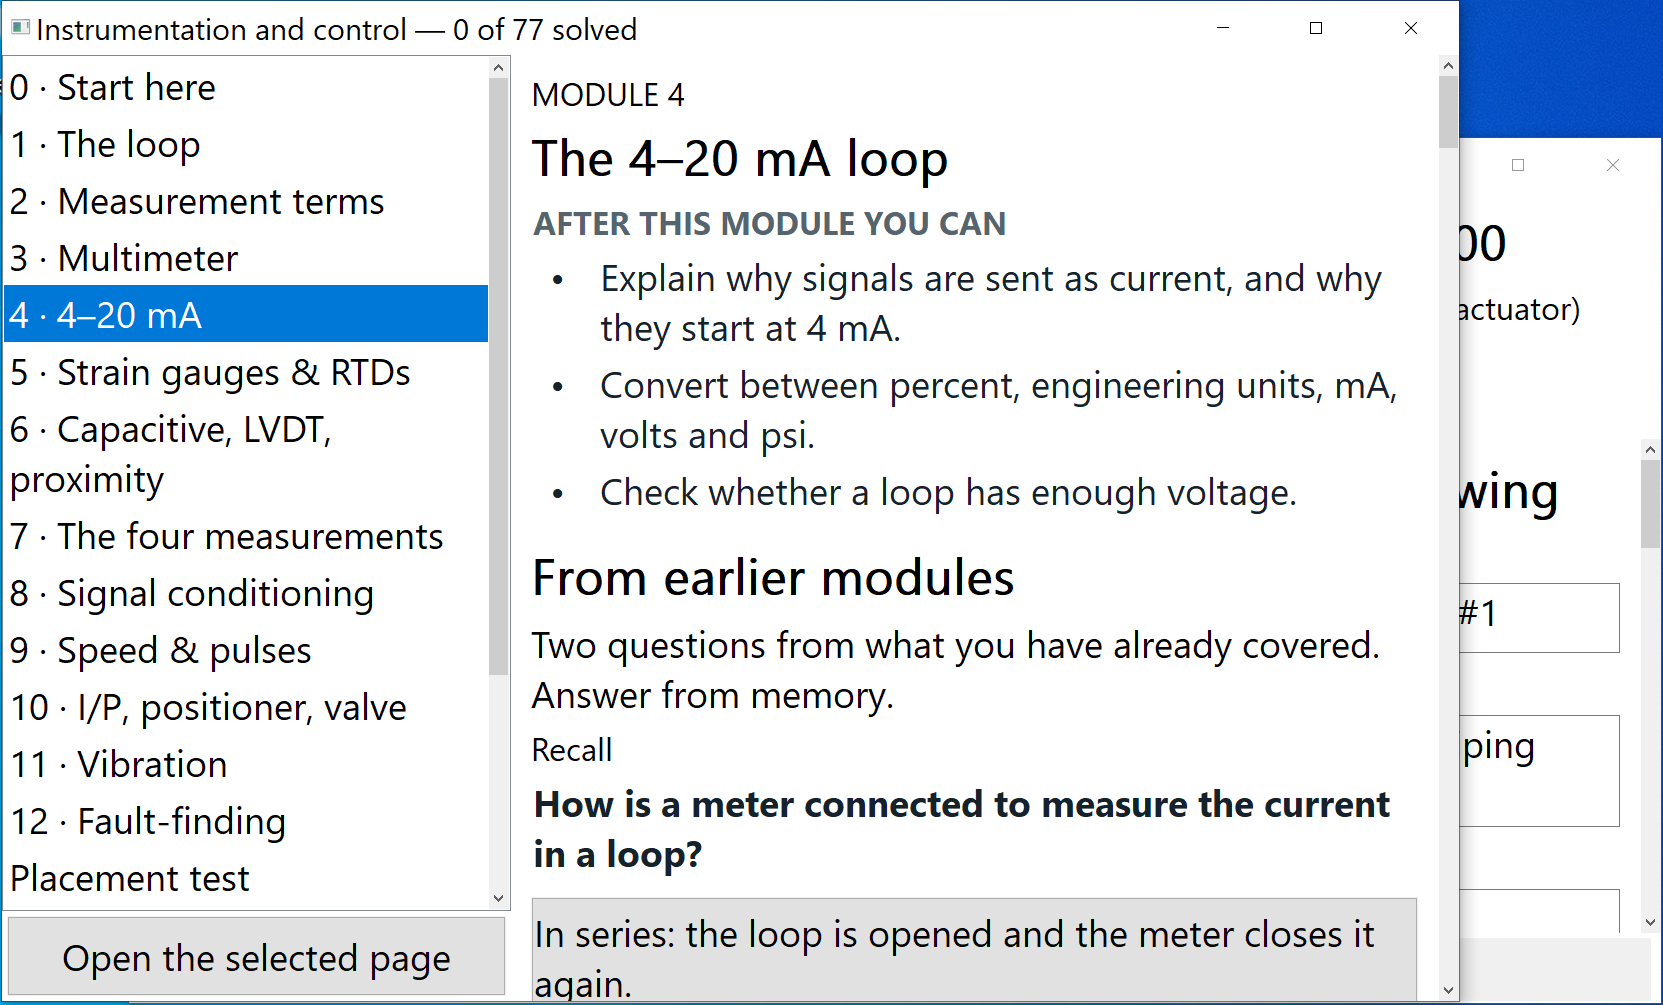 Instrumentation and control — 0 of 77 solved
0 · Start here
1 · The loop
2 · Measurement terms
3 · Multimeter
4 · 4–20 mA
5 · Strain gauges & RTDs
6 · Capacitive, LVDT,
proximity
7 · The four measurements
8 · Signal conditioning
9 · Speed & pulses
10 · I/P, positioner, valve
11 · Vibration
12 · Fault-finding
Placement test
Open the selected page
MODULE 4
The 4–20 mA loop
AFTER THIS MODULE YOU CAN
• Explain why signals are sent as current, and why
they start at 4 mA.
• Convert between percent, engineering units, mA,
volts and psi.
• Check whether a loop has enough voltage.
From earlier modules
Two questions from what you have already covered.
Answer from memory.
Recall
How is a meter connected to measure the current
in a loop?
In series: the loop is opened and the meter closes it
again.
00
actuator)
wing
#1
ping